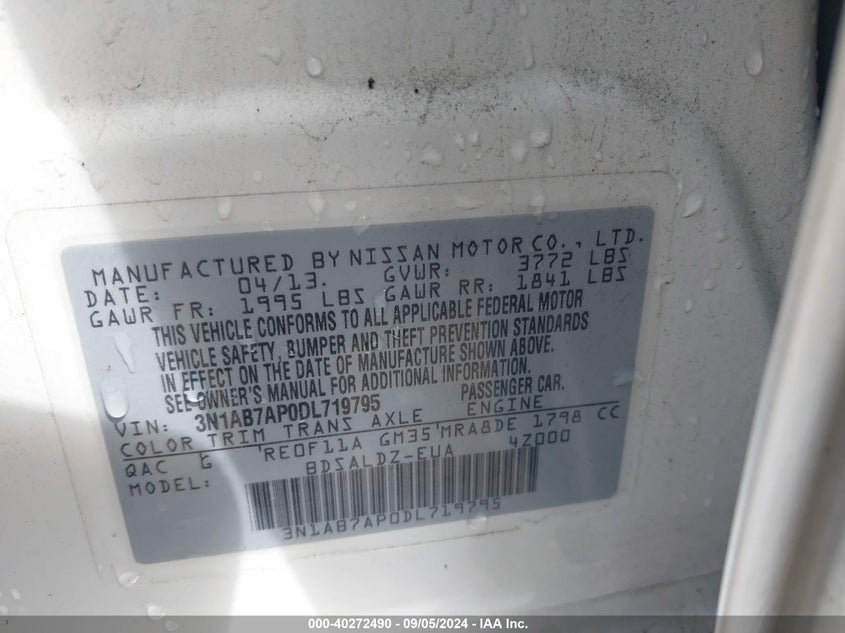 MANUFACTURED BY NISSAN MOTOR CO., LTD.
DATE: 04/13. GVWR: 3772 LBS
GAWR FR: 1995 LBS GAWR RR: 1841 LBS
THIS VEHICLE CONFORMS TO ALL APPLICABLE FEDERAL MOTOR
VEHICLE SAFETY, BUMPER AND THEFT PREVENTION STANDARDS
IN EFFECT ON THE DATE OF MANUFACTURE SHOWN ABOVE.
SEE OWNER'S MANUAL FOR ADDITIONAL INFORMATION.
VIN: 3N1AB7AP0DL719795 PASSENGER CAR.
COLOR TRIM TRANS AXLE ENGINE
QAC G 'RE0F11A GM35'MRA8DE 1798 CC
MODEL: BDSALDZ-EUA 4Z000
3N1AB7AP0DL719795
000-40272490 - 09/05/2024 - IAA Inc.